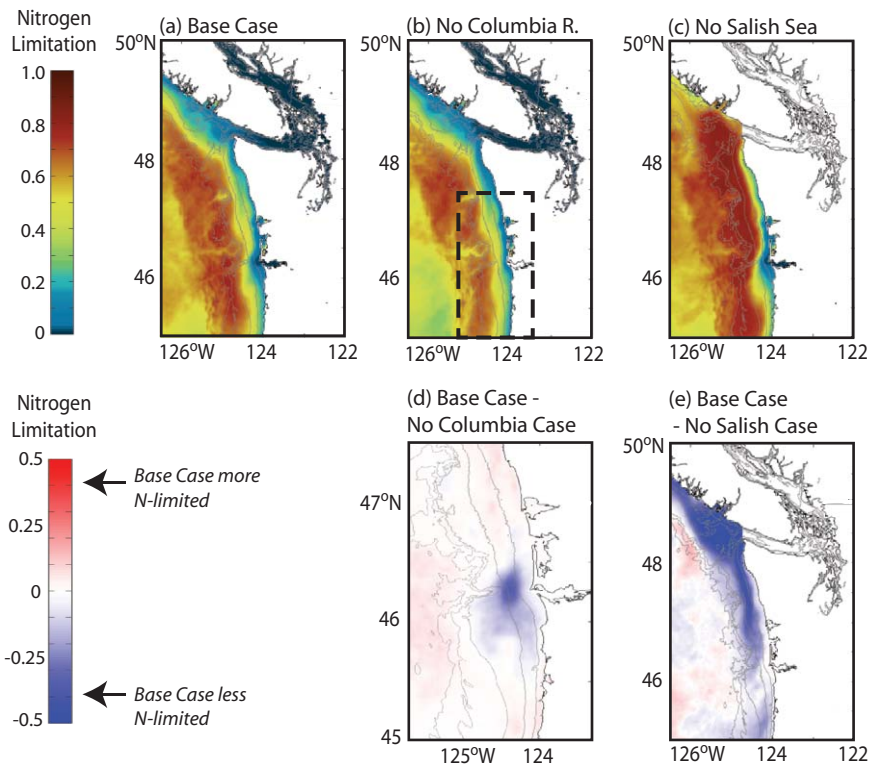 Nitrogen
Limitation
(a) Base Case
(b) No Columbia R.
(c) No Salish Sea
1.0
0.8
0.6
0.4
0.2
0
50°N
48
46
126°W
124
122
50°N
48
46
126°W
124
122
50°N
48
46
126°W
124
122
Nitrogen
Limitation
0.5
0.25
0
-0.25
-0.5
Base Case more
N-limited
Base Case less
N-limited
(d) Base Case -
No Columbia Case
47°N
46
45
125°W
124
(e) Base Case
- No Salish Case
50°N
48
46
126°W
124
122